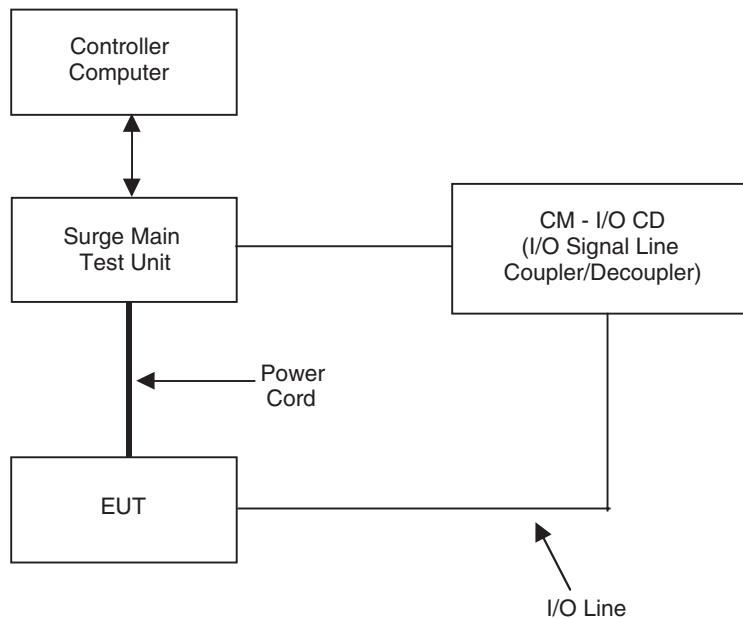 Controller
Computer
Surge Main
Test Unit
CM - I/O CD
(I/O Signal Line
Coupler/Decoupler)
Power
Cord
EUT
I/O Line